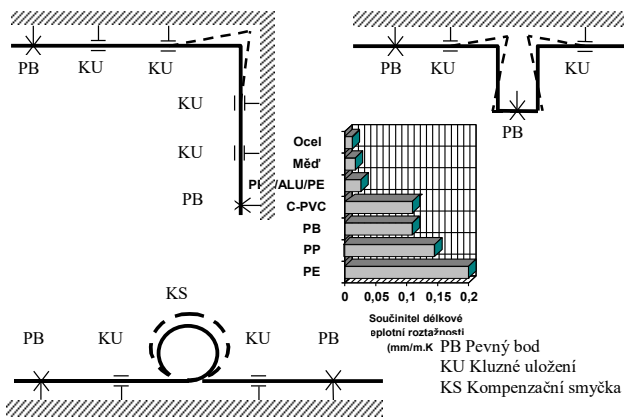 PB KU KU
KU
KU
PB
PB KU KU
PB
Ocel
Měď
/ALU/PE
C-PVC
PB
PP
PE
0 0,05 0,1 0,15 0,2
Součinitel délkové
eplotní roztažnosti
(mm/m.K
KS
PB KU KU PB
PB Pevný bod
KU Kluzné uložení
KS Kompenzační smyčka